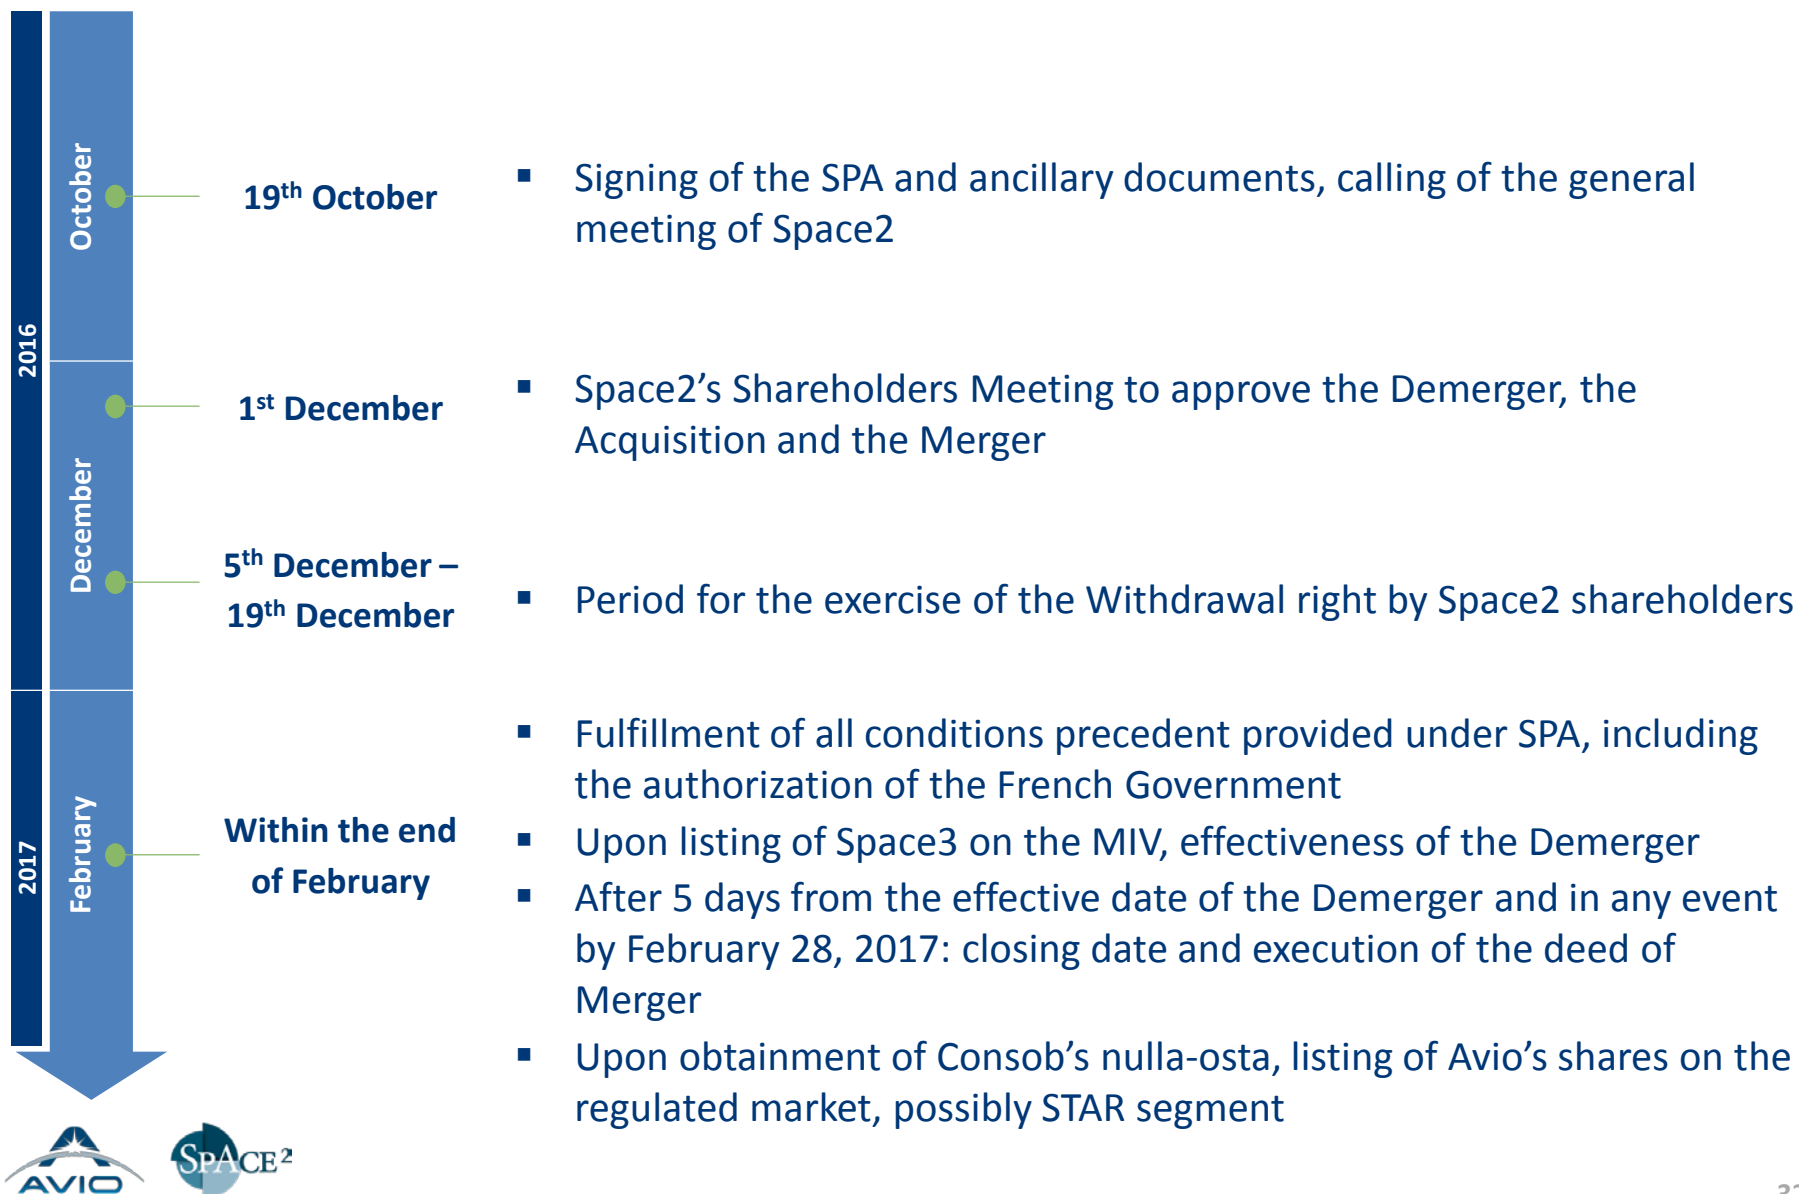 2016
October
19th October
▪ Signing of the SPA and ancillary documents, calling of the general
meeting of Space2
December
1st December
▪ Space2’s Shareholders Meeting to approve the Demerger, the
Acquisition and the Merger
5th December –
19th December
▪ Period for the exercise of the Withdrawal right by Space2 shareholders
2017
February
Within the end
of February
▪ Fulfillment of all conditions precedent provided under SPA, including
the authorization of the French Government
▪ Upon listing of Space3 on the MIV, effectiveness of the Demerger
▪ After 5 days from the effective date of the Demerger and in any event
by February 28, 2017: closing date and execution of the deed of
Merger
▪ Upon obtainment of Consob’s nulla-osta, listing of Avio’s shares on the
regulated market, possibly STAR segment
AVIO
SPACE2